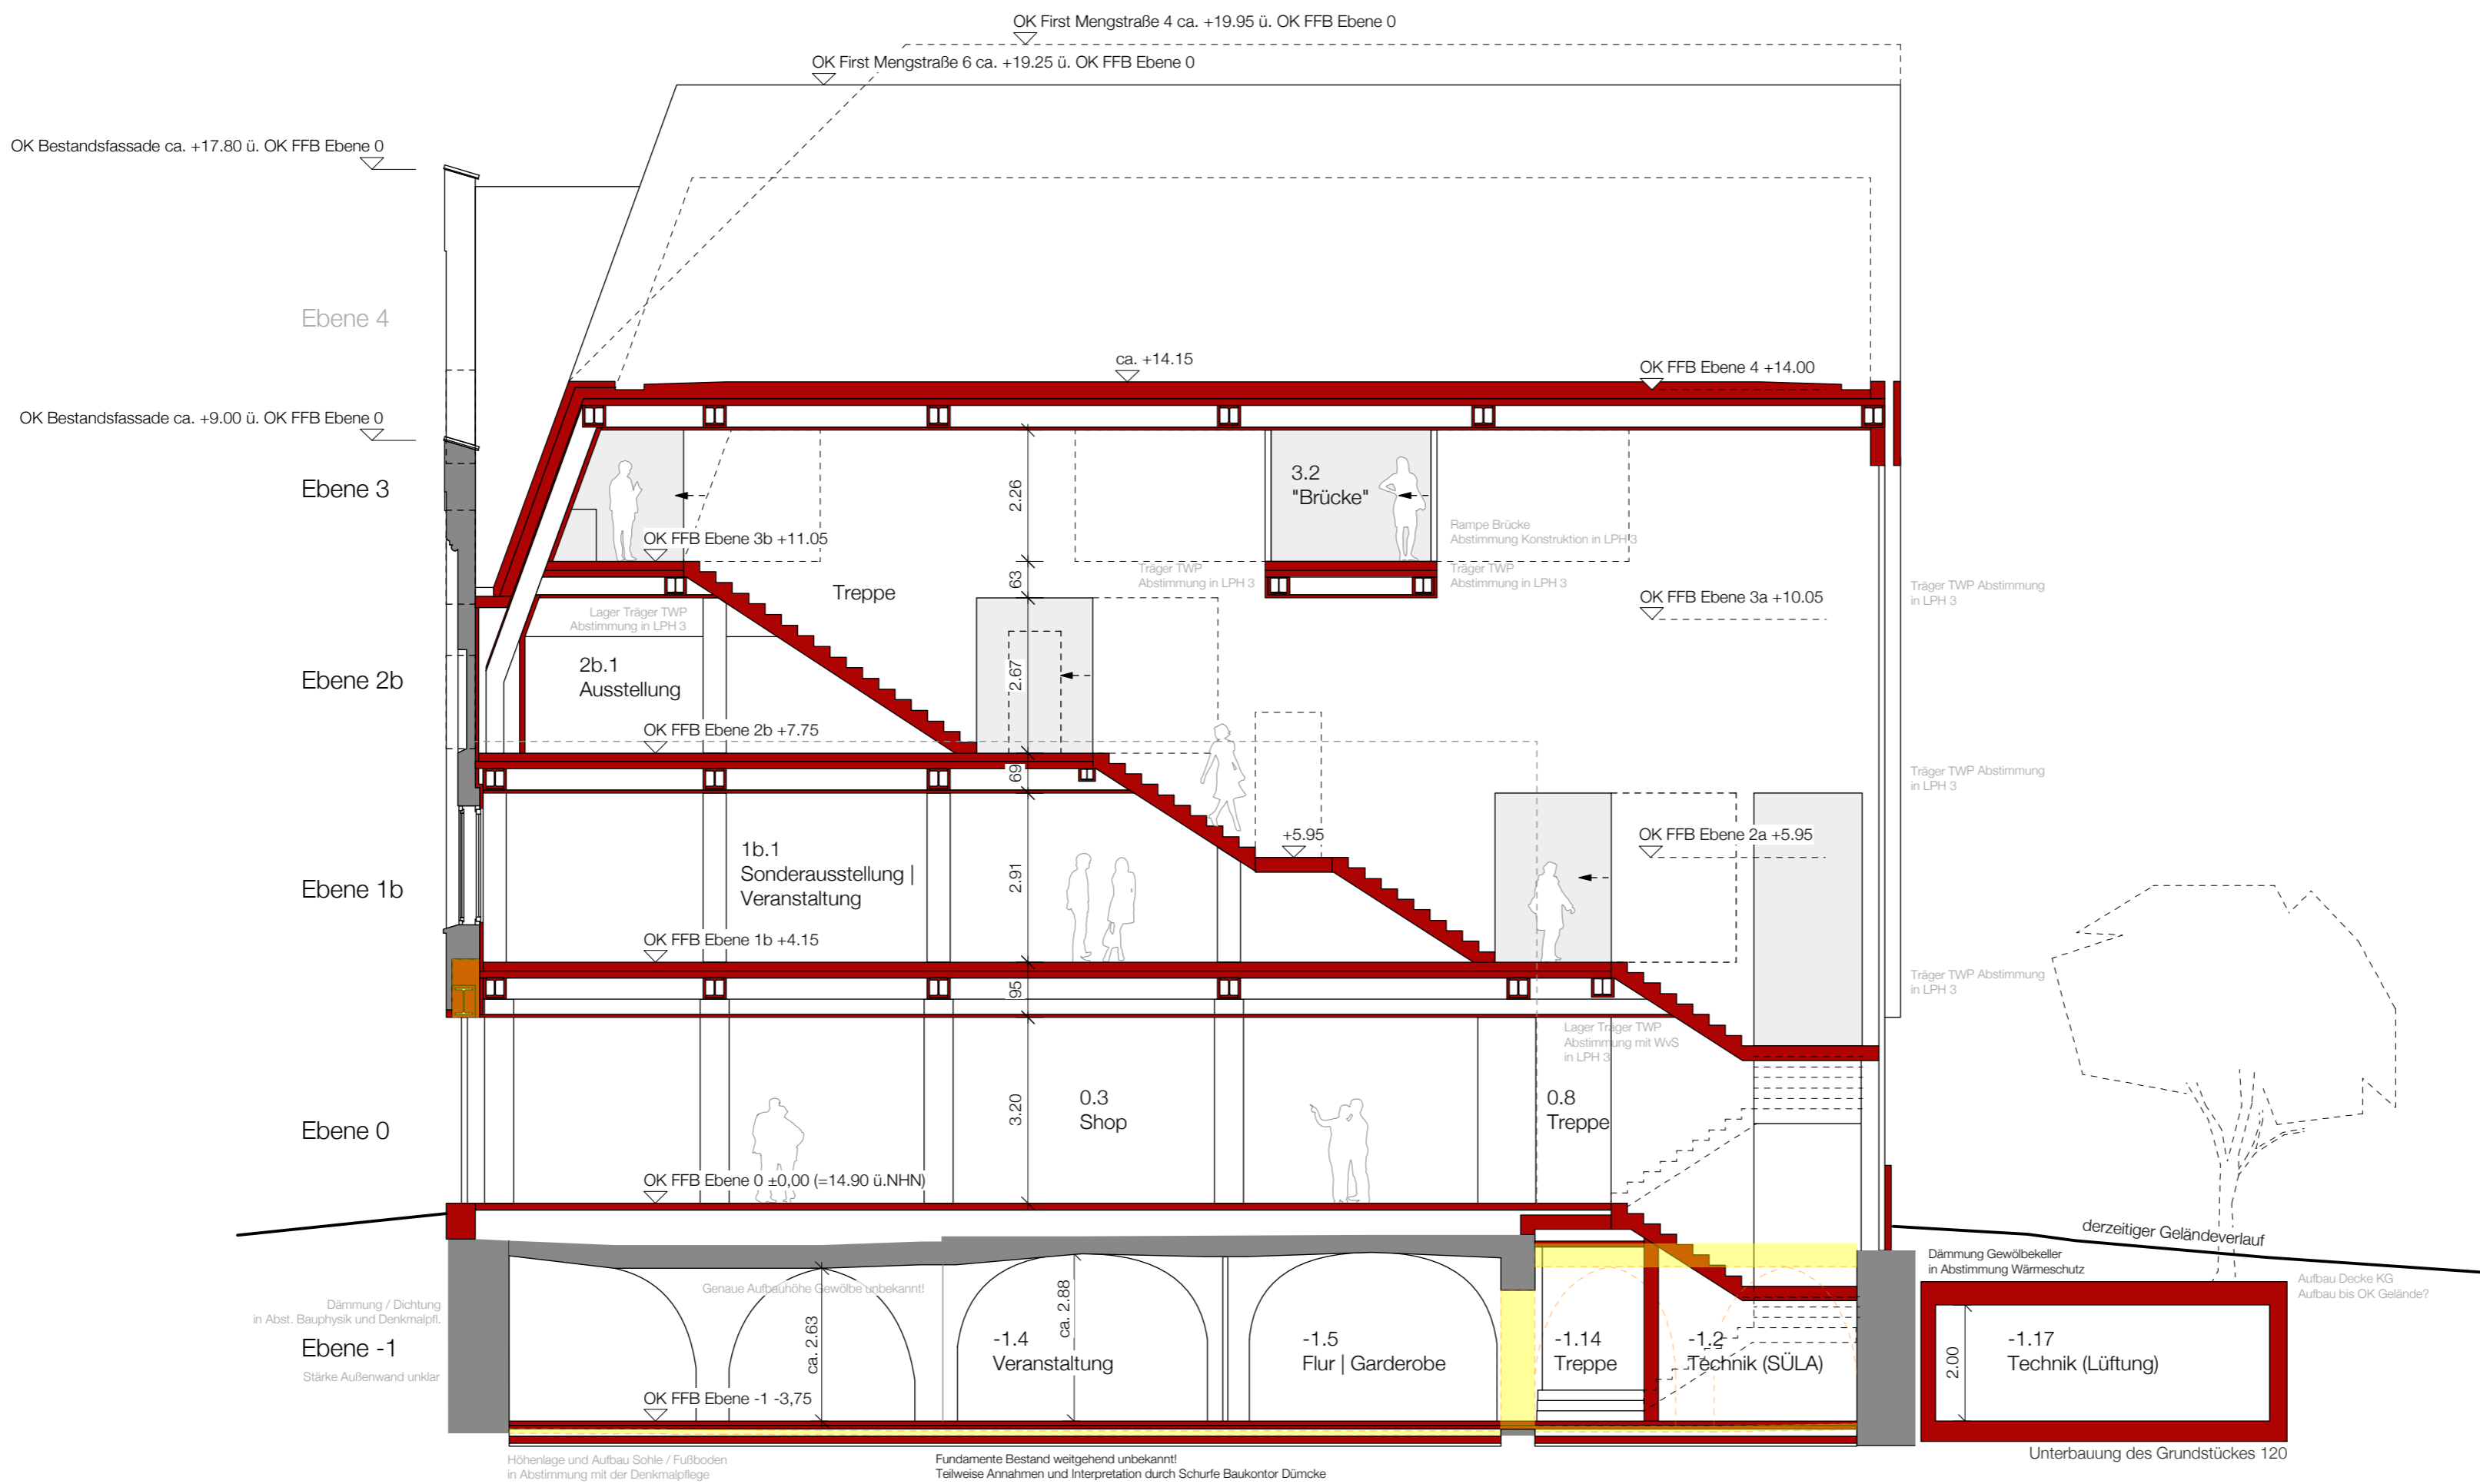 OK First Mengstraße 4 ca. +19.95 ü. OK FFB Ebene 0
OK First Mengstraße 6 ca. +19.25 ü. OK FFB Ebene 0
OK Bestandsfassade ca. +17.80 ü. OK FFB Ebene 0
Ebene 4
ca. +14.15
OK FFB Ebene 4 +14.00
OK Bestandsfassade ca. +9.00 ü. OK FFB Ebene 0
Ebene 3
2.26
3.2
"Brücke"
Rampe Brücke
Abstimmung Konstruktion in LPH 3
OK FFB Ebene 3b +11.05
63
Treppe
Träger TWP
Abstimmung in LPH 3
Träger TWP
Abstimmung in LPH 3
OK FFB Ebene 3a +10.05
Träger TWP Abstimmung
in LPH 3
Lager Träger TWP
Abstimmung in LPH 3
Ebene 2b
2b.1
Ausstellung
2.67
OK FFB Ebene 2b +7.75
69
Träger TWP Abstimmung
in LPH 3
+5.95
OK FFB Ebene 2a +5.95
Ebene 1b
1b.1
Sonderausstellung |
Veranstaltung
2.91
OK FFB Ebene 1b +4.15
95
Träger TWP Abstimmung
in LPH 3
Lager Träger TWP
Abstimmung mit WvS
in LPH 3
Ebene 0
3.20
0.3
Shop
0.8
Treppe
OK FFB Ebene 0 ±0,00 (=14.90 ü.NHN)
derzeitiger Geländeverlauf
Dämmung Gewölbekeller
in Abstimmung Wärmeschutz
Aufbau Decke KG
Aufbau bis OK Gelände?
Genaue Aufbauhöhe Gewölbe unbekannt!
Dämmung / Dichtung
in Abst. Bauphysik und Denkmalpfl.
Ebene -1
Stärke Außenwand unklar
ca. 2.63
-1.4
Veranstaltung
ca. 2.88
-1.5
Flur | Garderobe
-1.14
Treppe
-1.2
Technik (SÜLA)
2.00
-1.17
Technik (Lüftung)
OK FFB Ebene -1 -3,75
Unterbauung des Grundstückes 120
Höhenlage und Aufbau Sohle / Fußboden
in Abstimmung mit der Denkmalpflege
Fundamente Bestand weitgehend unbekannt!
Teilweise Annahmen und Interpretation durch Schurfe Baukontor Dümcke